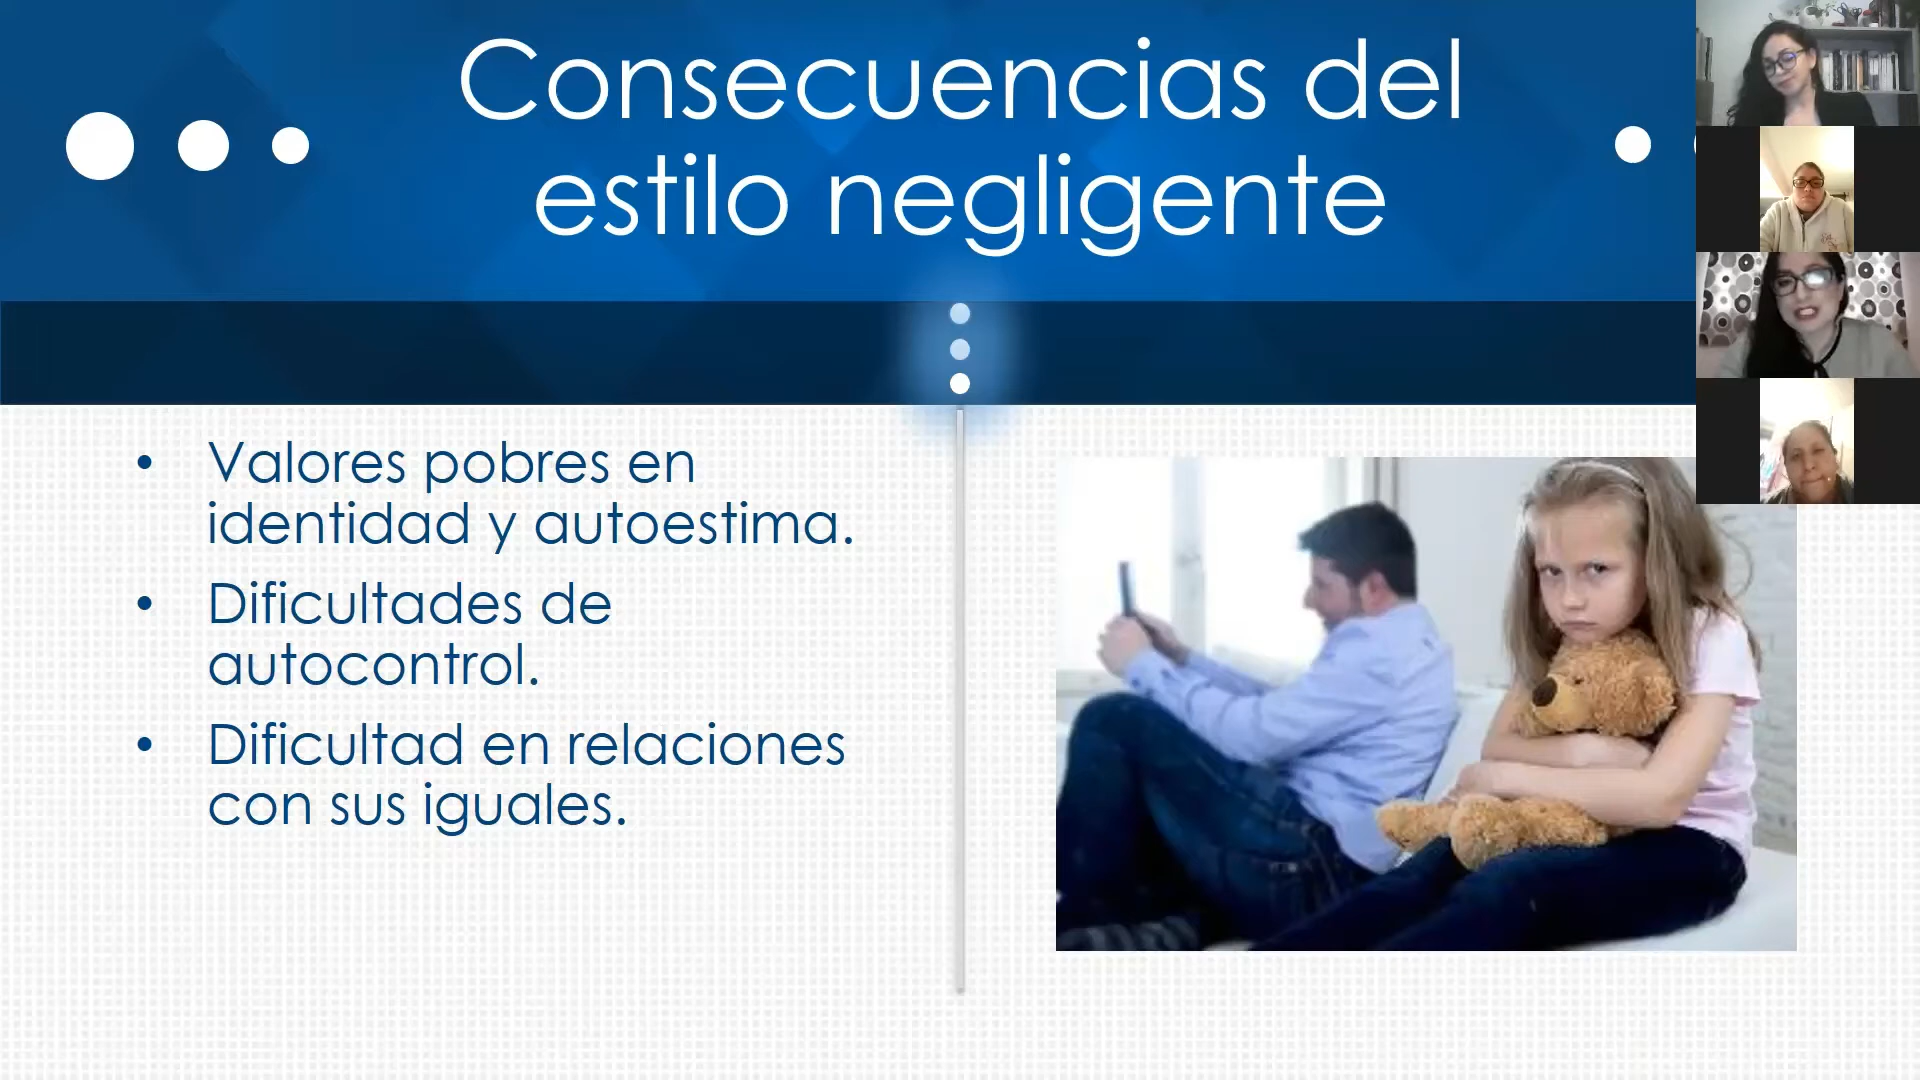 Consecuencias del
estilo negligente
• Valores pobres en
identidad y autoestima.
• Dificultades de
autocontrol.
• Dificultad en relaciones
con sus iguales.